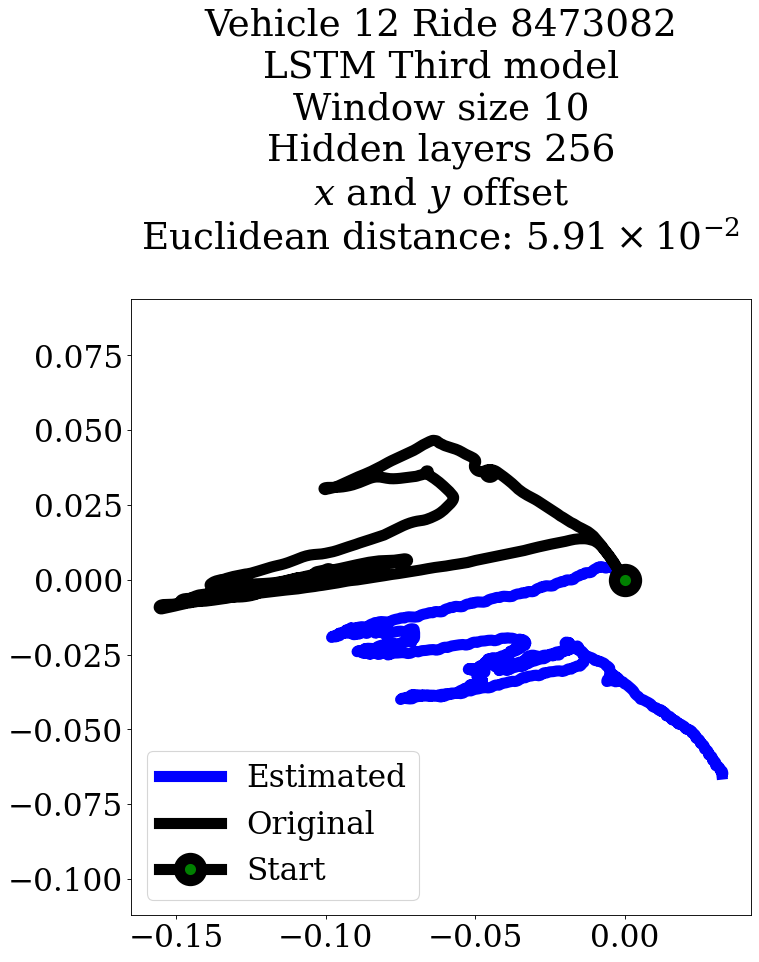 Vehicle 12 Ride 8473082
LSTM Third model
Window size 10
Hidden layers 256
x and y offset
Euclidean distance: 5.91 × 10⁻²
0.075
0.050
0.025
0.000
−0.025
−0.050
−0.075
−0.100
Estimated
Original
Start
−0.15
−0.10
−0.05
0.00